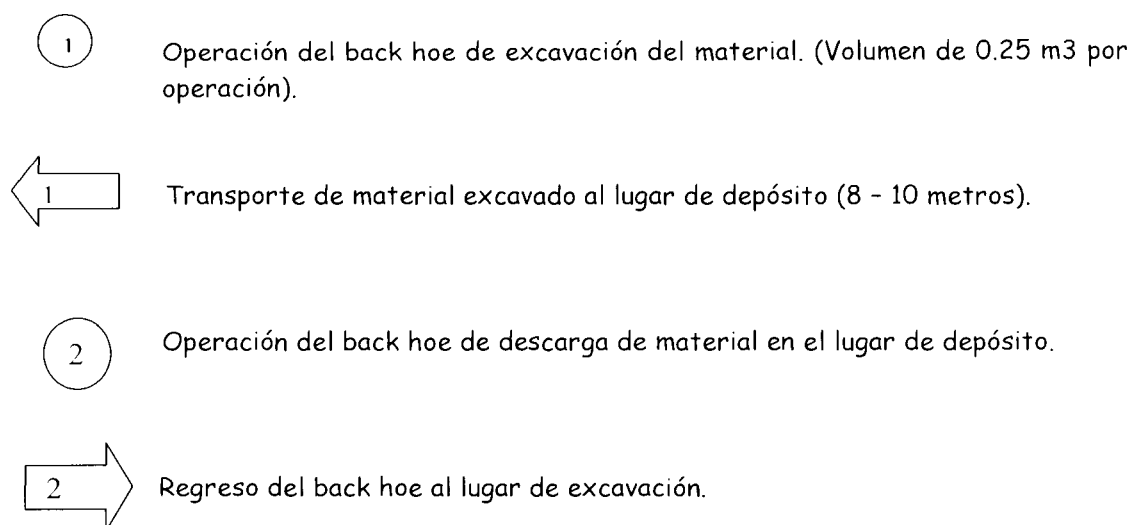 1
Operación del back hoe de excavación del material. (Volumen de 0.25 m3 por
operación).
1
Transporte de material excavado al lugar de depósito (8 - 10 metros).
2
Operación del back hoe de descarga de material en el lugar de depósito.
2
Regreso del back hoe al lugar de excavación.